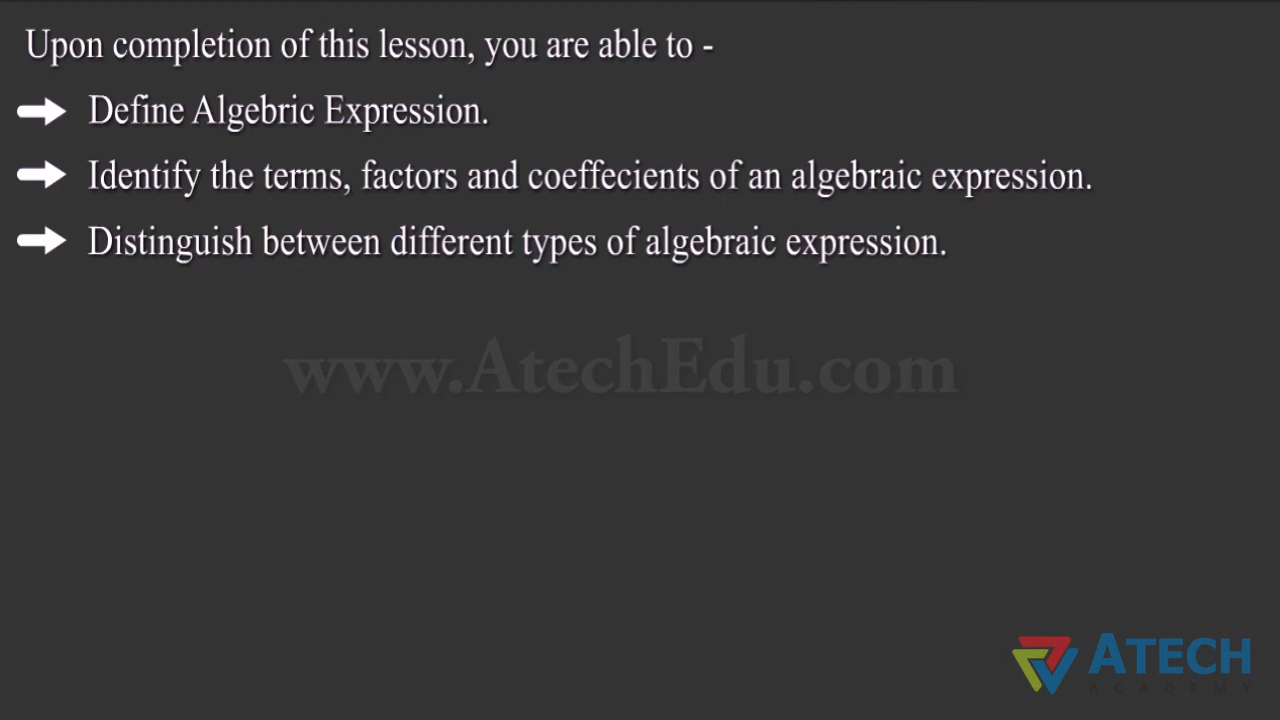 Upon completion of this lesson, you are able to -
Define Algebric Expression.
Identify the terms, factors and coeffecients of an algebraic expression.
Distinguish between different types of algebraic expression.
www.AtechEdu.com
ATECH
ACADEMY